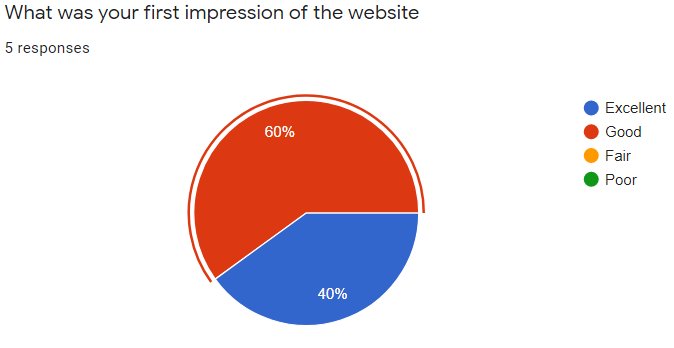 What was your first impression of the website
5 responses
60%
40%
Excellent
Good
Fair
Poor